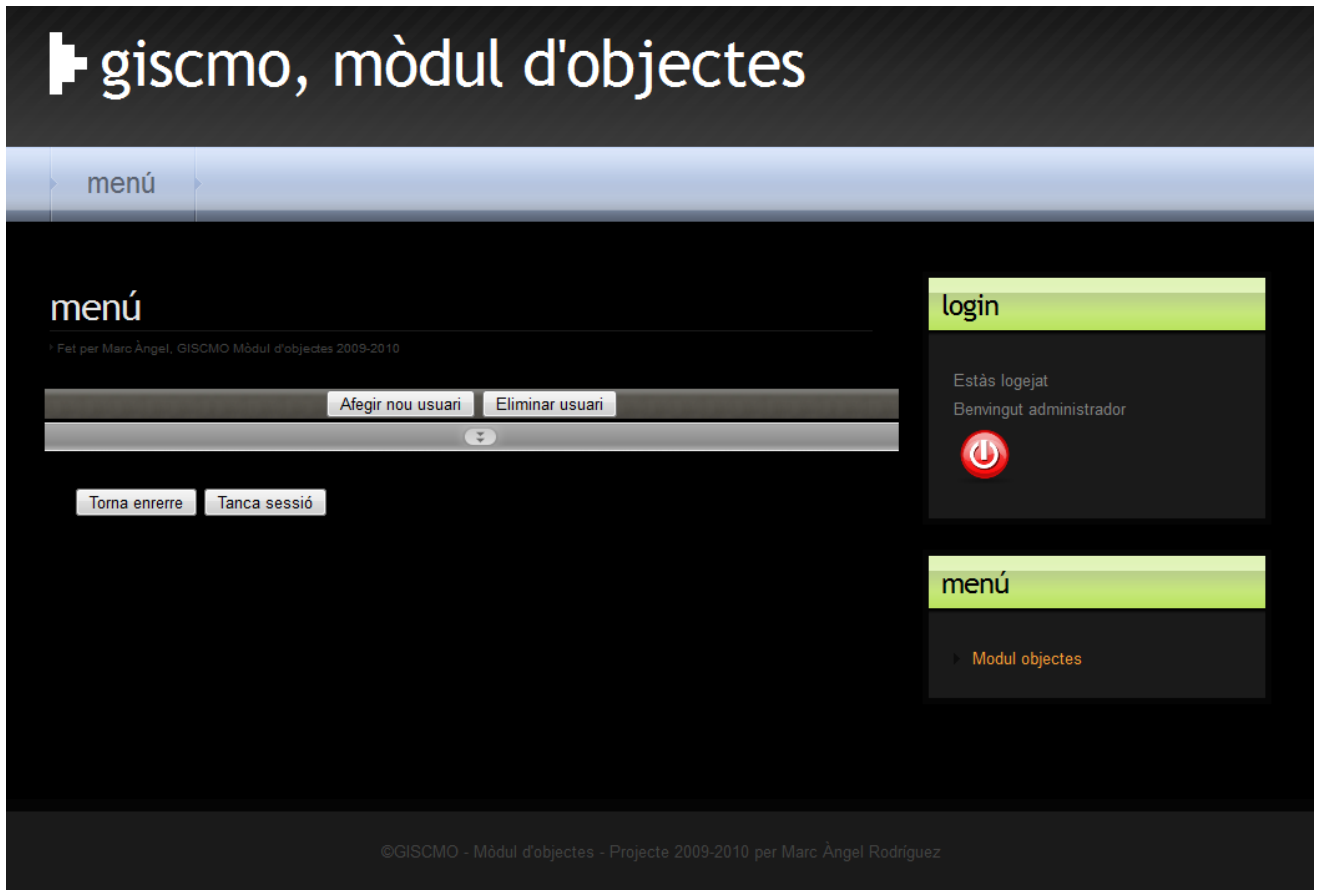 giscmo, mòdul d'objectes
menú
menú
Fet per Marc Àngel, GISCMO Mòdul d'objectes 2009-2010
Afegir nou usuari Eliminar usuari
Torna enrerre Tanca sessió
login
Estàs logejat
Benvingut administrador
menú
Modul objectes
©GISCMO - Mòdul d'objectes - Projecte 2009-2010 per Marc Àngel Rodríguez